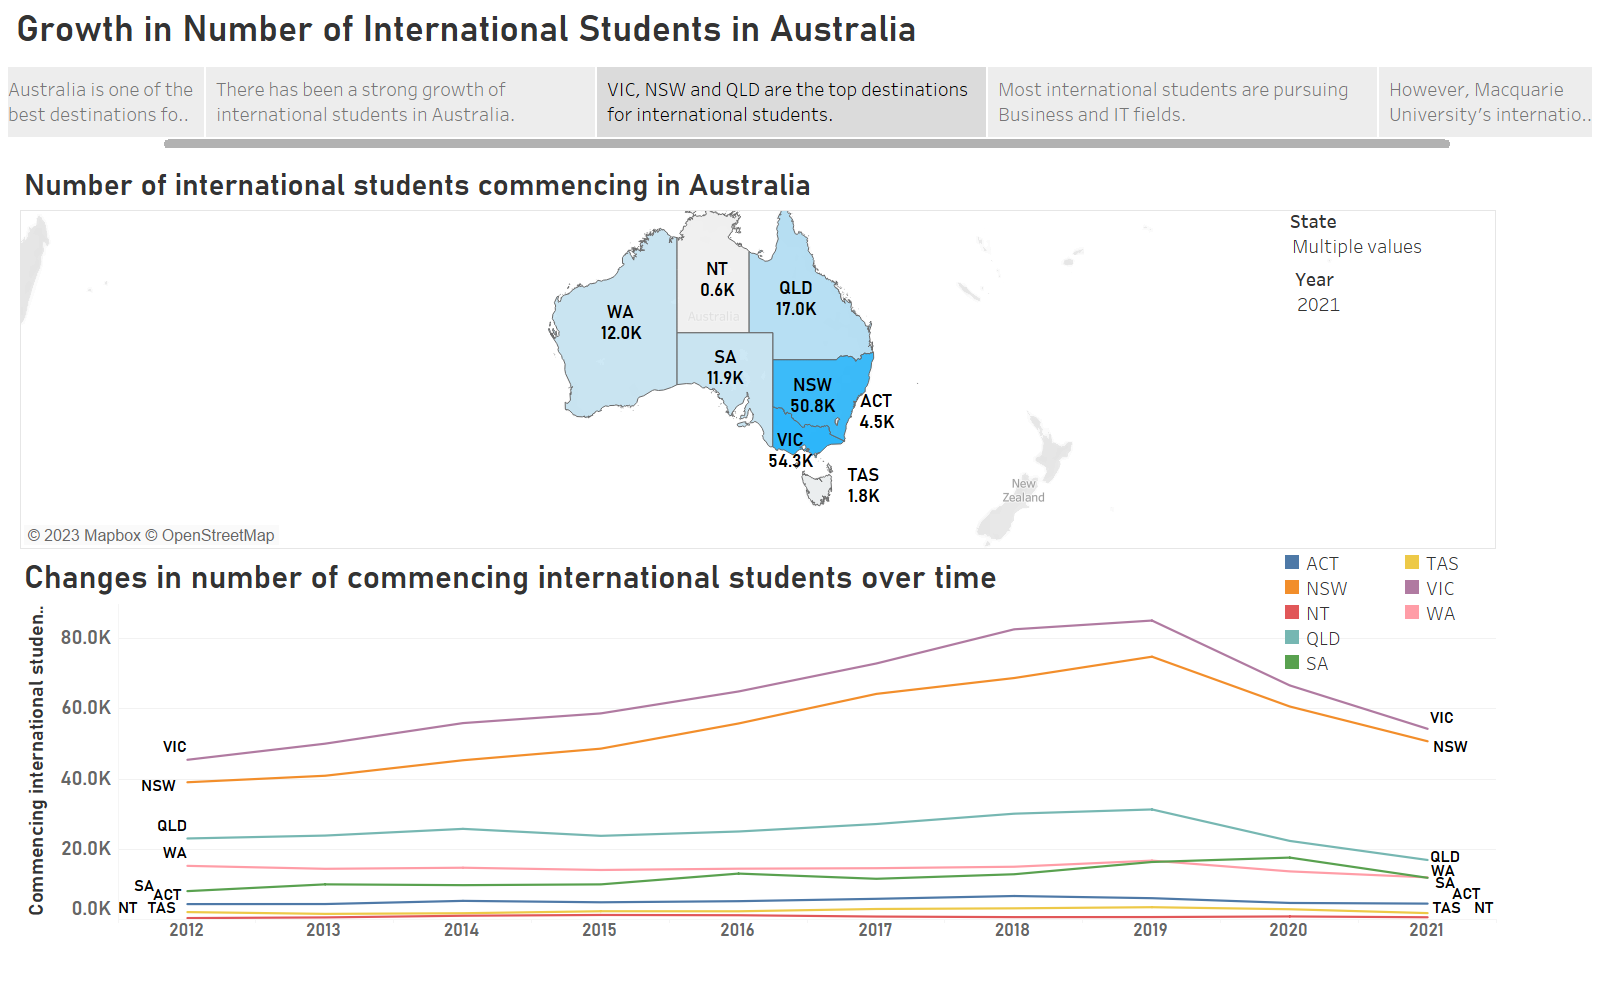 Growth in Number of International Students in Australia
Australia is one of the
best destinations fo..
There has been a strong growth of
international students in Australia.
VIC, NSW and QLD are the top destinations
for international students.
Most international students are pursuing
Business and IT fields.
However, Macquarie
University's internatio..
Number of international students commencing in Australia
State
Multiple values
Year
2021
NT
0.6K
QLD
17.0K
WA
12.0K
Australia
SA
11.9K
NSW
50.8K
ACT
4.5K
VIC
54.3K
TAS
1.8K
New
Zealand
© 2023 Mapbox © OpenStreetMap
Changes in number of commencing international students over time
ACT
NSW
NT
QLD
SA
TAS
VIC
WA
Commencing international studen..
80.0K
60.0K
40.0K
20.0K
0.0K
VIC
NSW
QLD
WA
SA
ACT
NT TAS
VIC
NSW
QLD
WA
SA
ACT
TAS NT
2012 2013 2014 2015 2016 2017 2018 2019 2020 2021